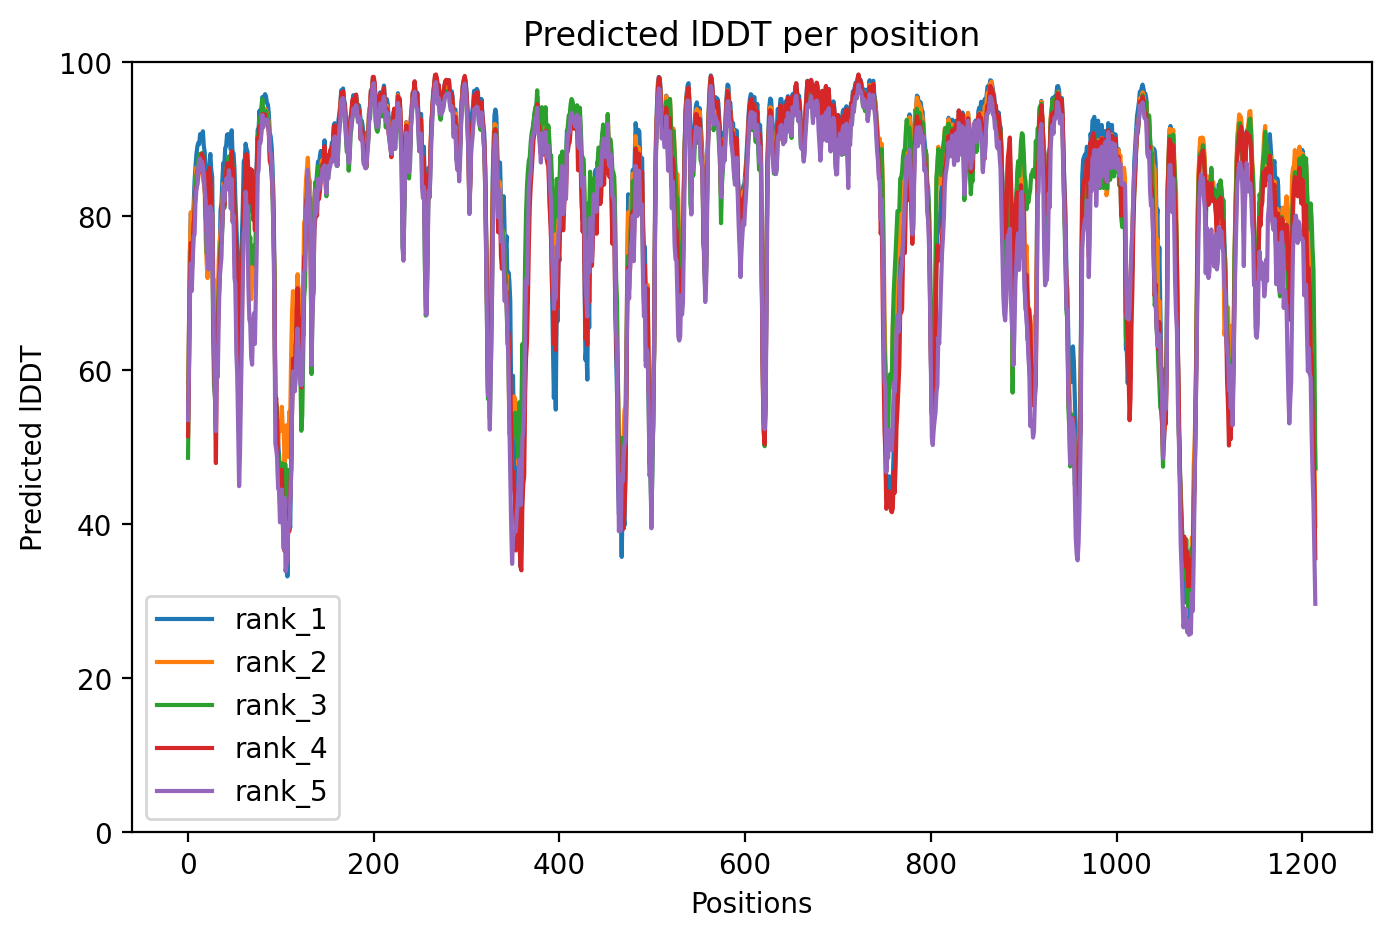 Predicted lDDT per position
100
80
60
40
20
0
Predicted lDDT
rank_1
rank_2
rank_3
rank_4
rank_5
0 200 400 600 800 1000 1200
Positions